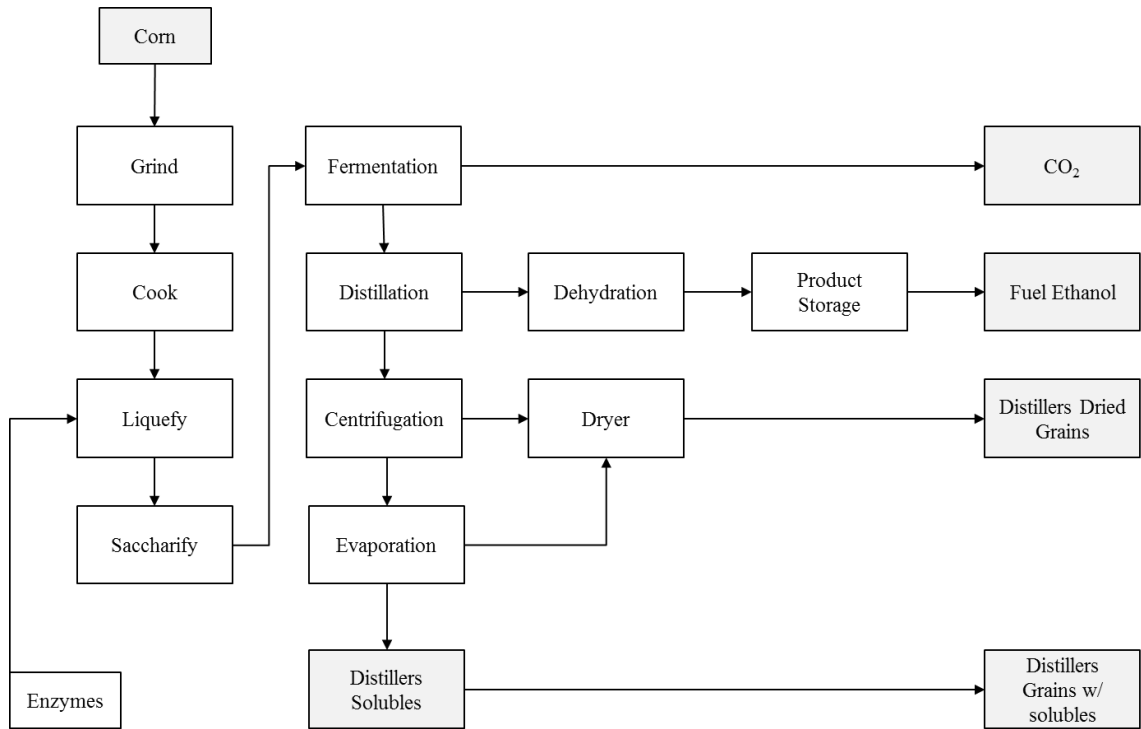 Corn
Grind
Fermentation
CO₂
Cook
Distillation
Dehydration
Product
Storage
Fuel Ethanol
Liquefy
Centrifugation
Dryer
Distillers Dried
Grains
Saccharify
Evaporation
Enzymes
Distillers
Solubles
Distillers
Grains w/
solubles